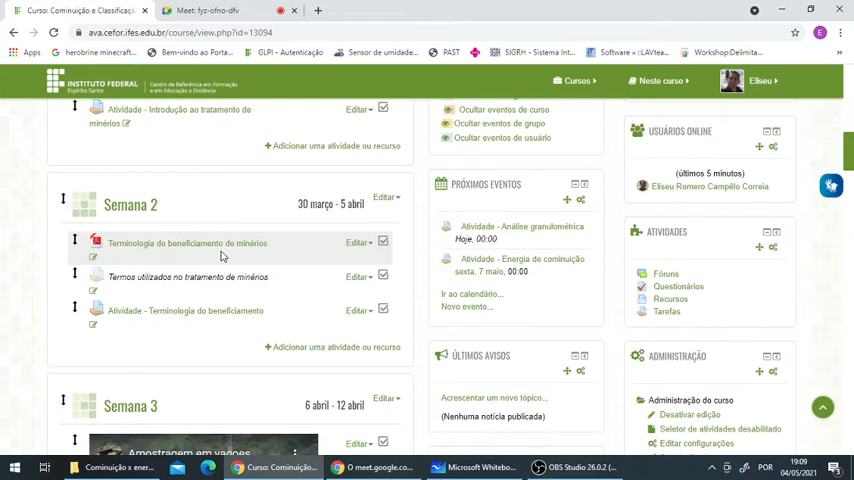 Curso: Cominuição e Classificaçã
Meet: fyz-ofno-dfv
ava.cefor.ifes.edu.br/course/view.php?id=13094
Apps
herobrine minecraft...
Bem-vindo ao Portal...
GLPI - Autenticação
Sensor de umidade...
PAST
SIGRH - Sistema Int...
Software ::LAVtea...
Workshop:Delimita...
INSTITUTO FEDERAL
Espírito Santo
Centro de Referência em Formação
e em Educação a Distância
Cursos
Neste curso
Eliseu
Atividade - Introdução ao tratamento de
minérios
Editar
Adicionar uma atividade ou recurso
Semana 2
30 março - 5 abril
Editar
Terminologia do beneficiamento de minérios
Editar
Termos utilizados no tratamento de minérios
Editar
Atividade - Terminologia do beneficiamento
Editar
Adicionar uma atividade ou recurso
Semana 3
6 abril - 12 abril
Editar
Amostragem em vagões
Editar
Ocultar eventos de curso
Ocultar eventos de grupo
Ocultar eventos de usuário
PRÓXIMOS EVENTOS
Atividade - Análise granulométrica
Hoje, 00:00
Atividade - Energia de cominuição
sexta, 7 maio, 00:00
Ir ao calendário...
Novo evento...
ÚLTIMOS AVISOS
Acrescentar um novo tópico...
(Nenhuma notícia publicada)
USUÁRIOS ONLINE
(últimos 5 minutos)
Eliseu Romero Campêlo Correia
ATIVIDADES
Fóruns
Questionários
Recursos
Tarefas
ADMINISTRAÇÃO
Administração do curso
Desativar edição
Seletor de atividades desabilitado
Editar configurações
Cominuição x ener...
Curso: Cominuição...
O meet.google.co...
Microsoft Whitebo...
OBS Studio 26.0.2 (...
POR
19:09
04/05/2021